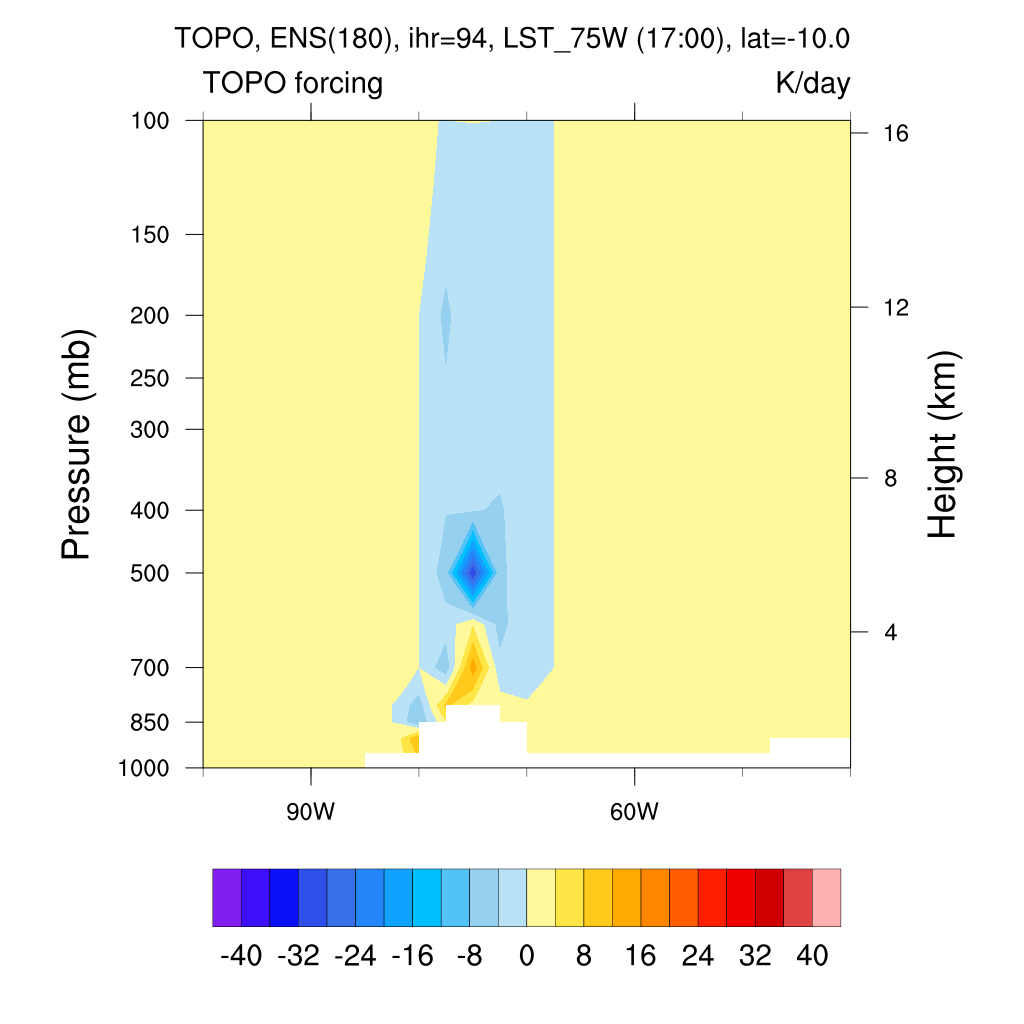 TOPO, ENS(180), ihr=94, LST_75W (17:00), lat=-10.0
TOPO forcing K/day
100
150
200
250
300
400
500
700
850
1000
Pressure (mb)
16
12
8
4
Height (km)
90W 60W
-40 -32 -24 -16 -8 0 8 16 24 32 40